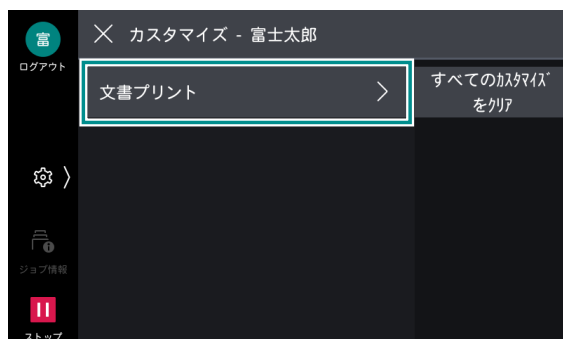 富
ログアウト
カスタマイズ - 富士太郎
文書プリント
すべてのｶｽﾀﾏｲｽﾞ
をｸﾘｱ
ジョブ情報
ストップ